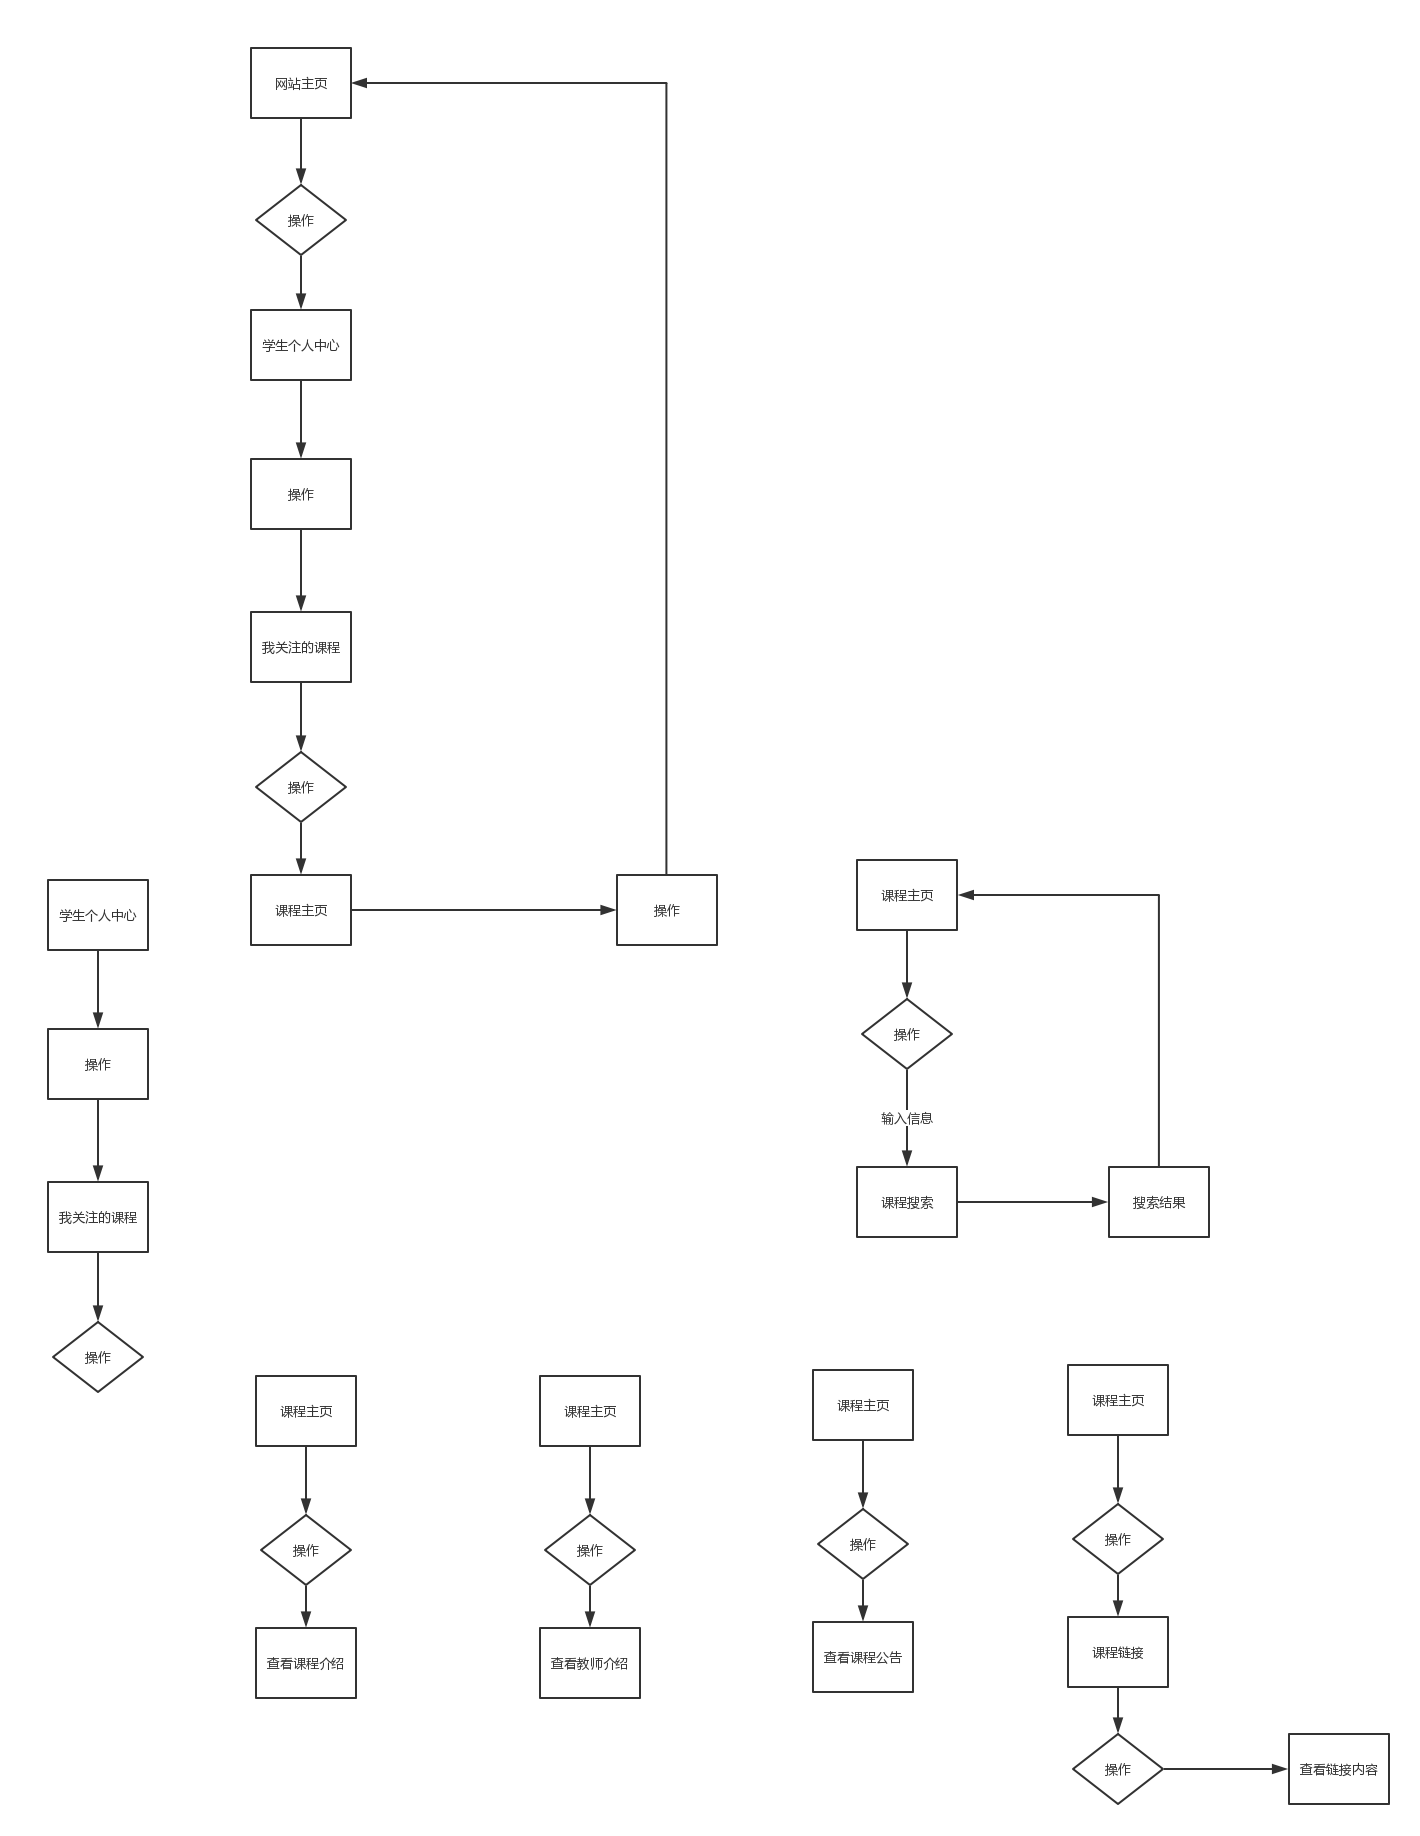 网站主页
操作
学生个人中心
操作
我关注的课程
操作
课程主页
操作
学生个人中心
操作
我关注的课程
操作
课程主页
操作
输入信息
课程搜索
搜索结果
课程主页
操作
查看课程介绍
课程主页
操作
查看教师介绍
课程主页
操作
查看课程公告
课程主页
操作
课程链接
操作
查看链接内容